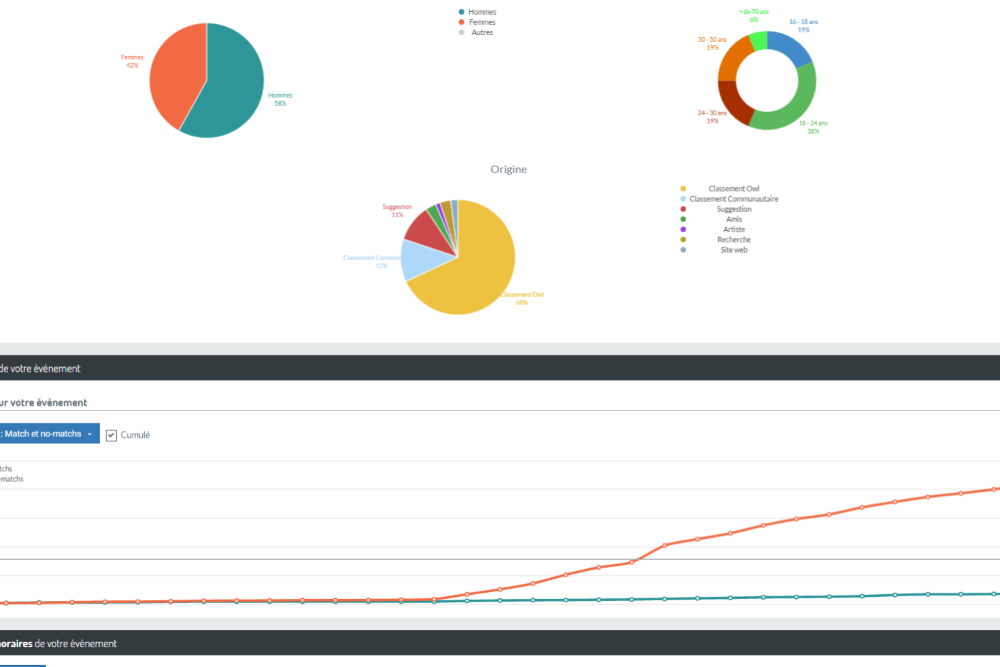 Hommes
Femmes
Autres
Femmes
42%
Hommes
58%
+ de 70 ans
6%
16 - 18 ans
19%
30 - 50 ans
19%
24 - 30 ans
19%
18 - 24 ans
38%
Origine
Classement Owl
Classement Communautaire
Suggestion
Amis
Artiste
Recherche
Site web
Suggestion
11%
Classement Commun
12%
Classement Owl
68%
de votre événement
ur votre événement
: Match et no-matchs
Cumulé
tchs
-matchs
horaires de votre événement